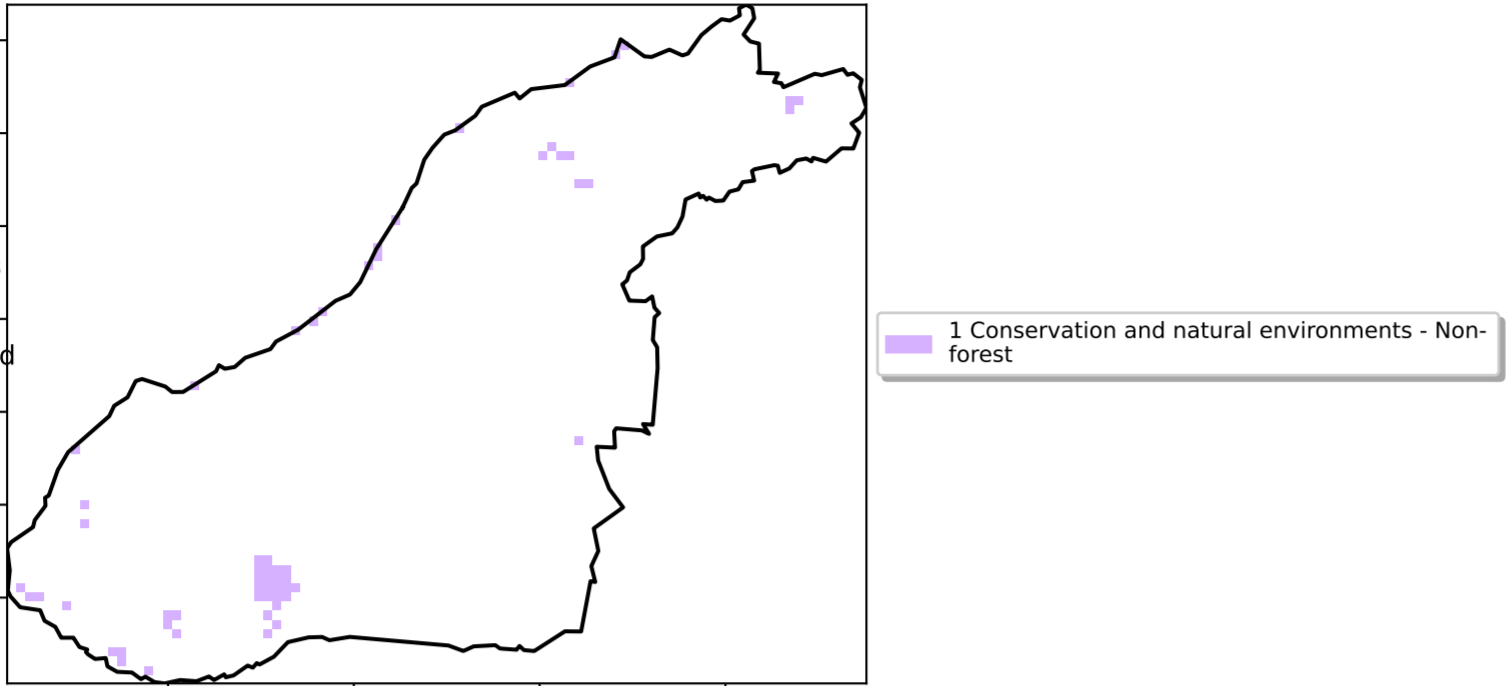 d
1 Conservation and natural environments - Non-
forest